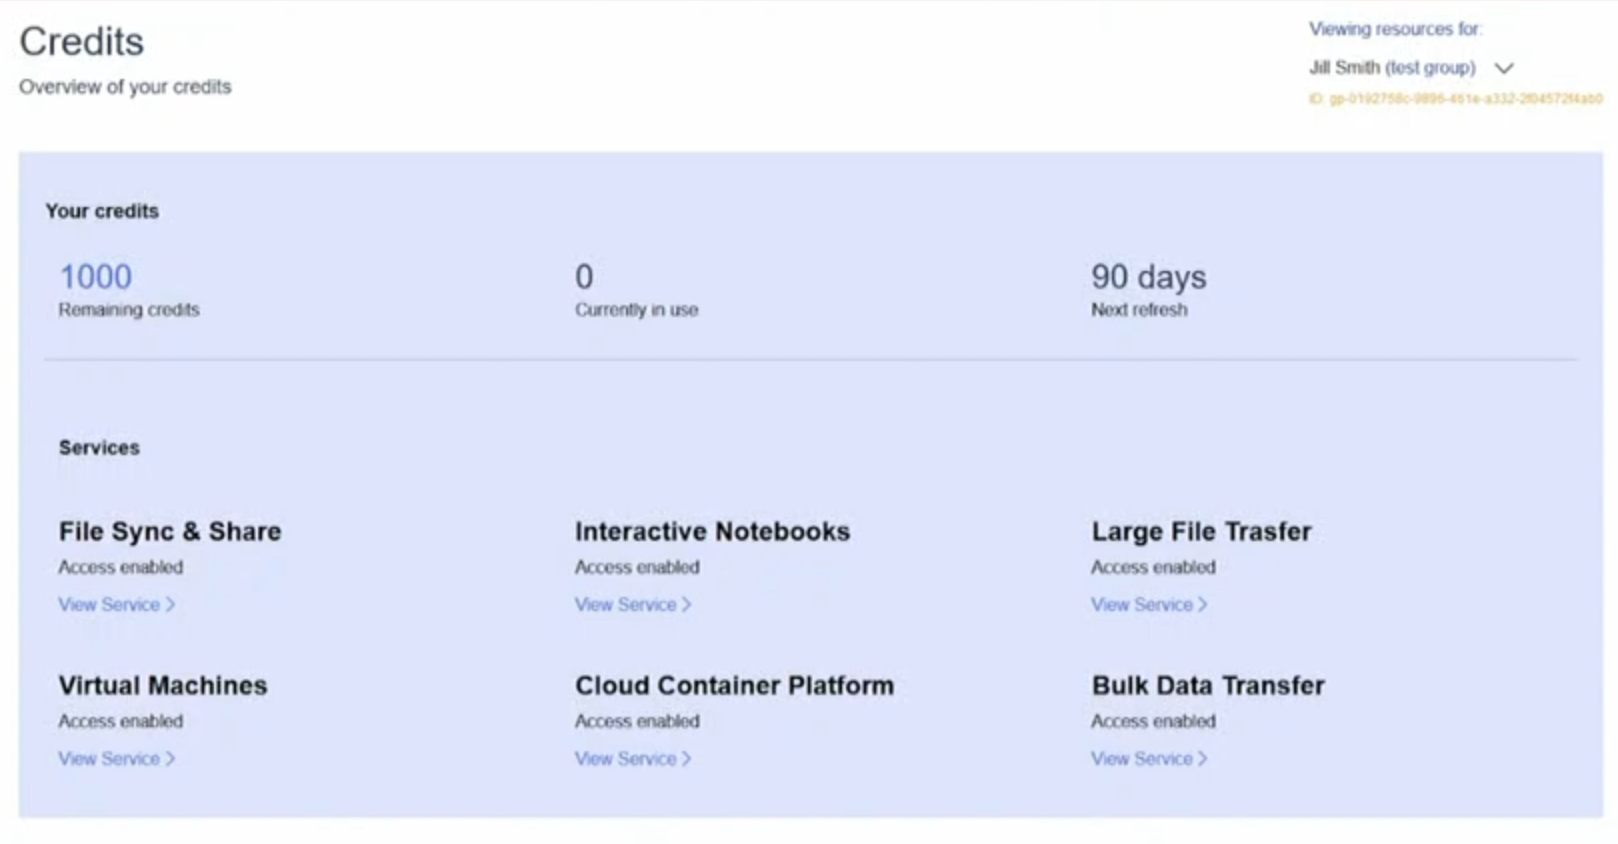 Credits
Overview of your credits
Viewing resources for:
Jill Smith (test group)
Your credits
1000
Remaining credits
0
Currently in use
90 days
Next refresh
Services
File Sync & Share
Access enabled
View Service >
Interactive Notebooks
Access enabled
View Service >
Large File Trasfer
Access enabled
View Service >
Virtual Machines
Access enabled
View Service >
Cloud Container Platform
Access enabled
View Service >
Bulk Data Transfer
Access enabled
View Service >